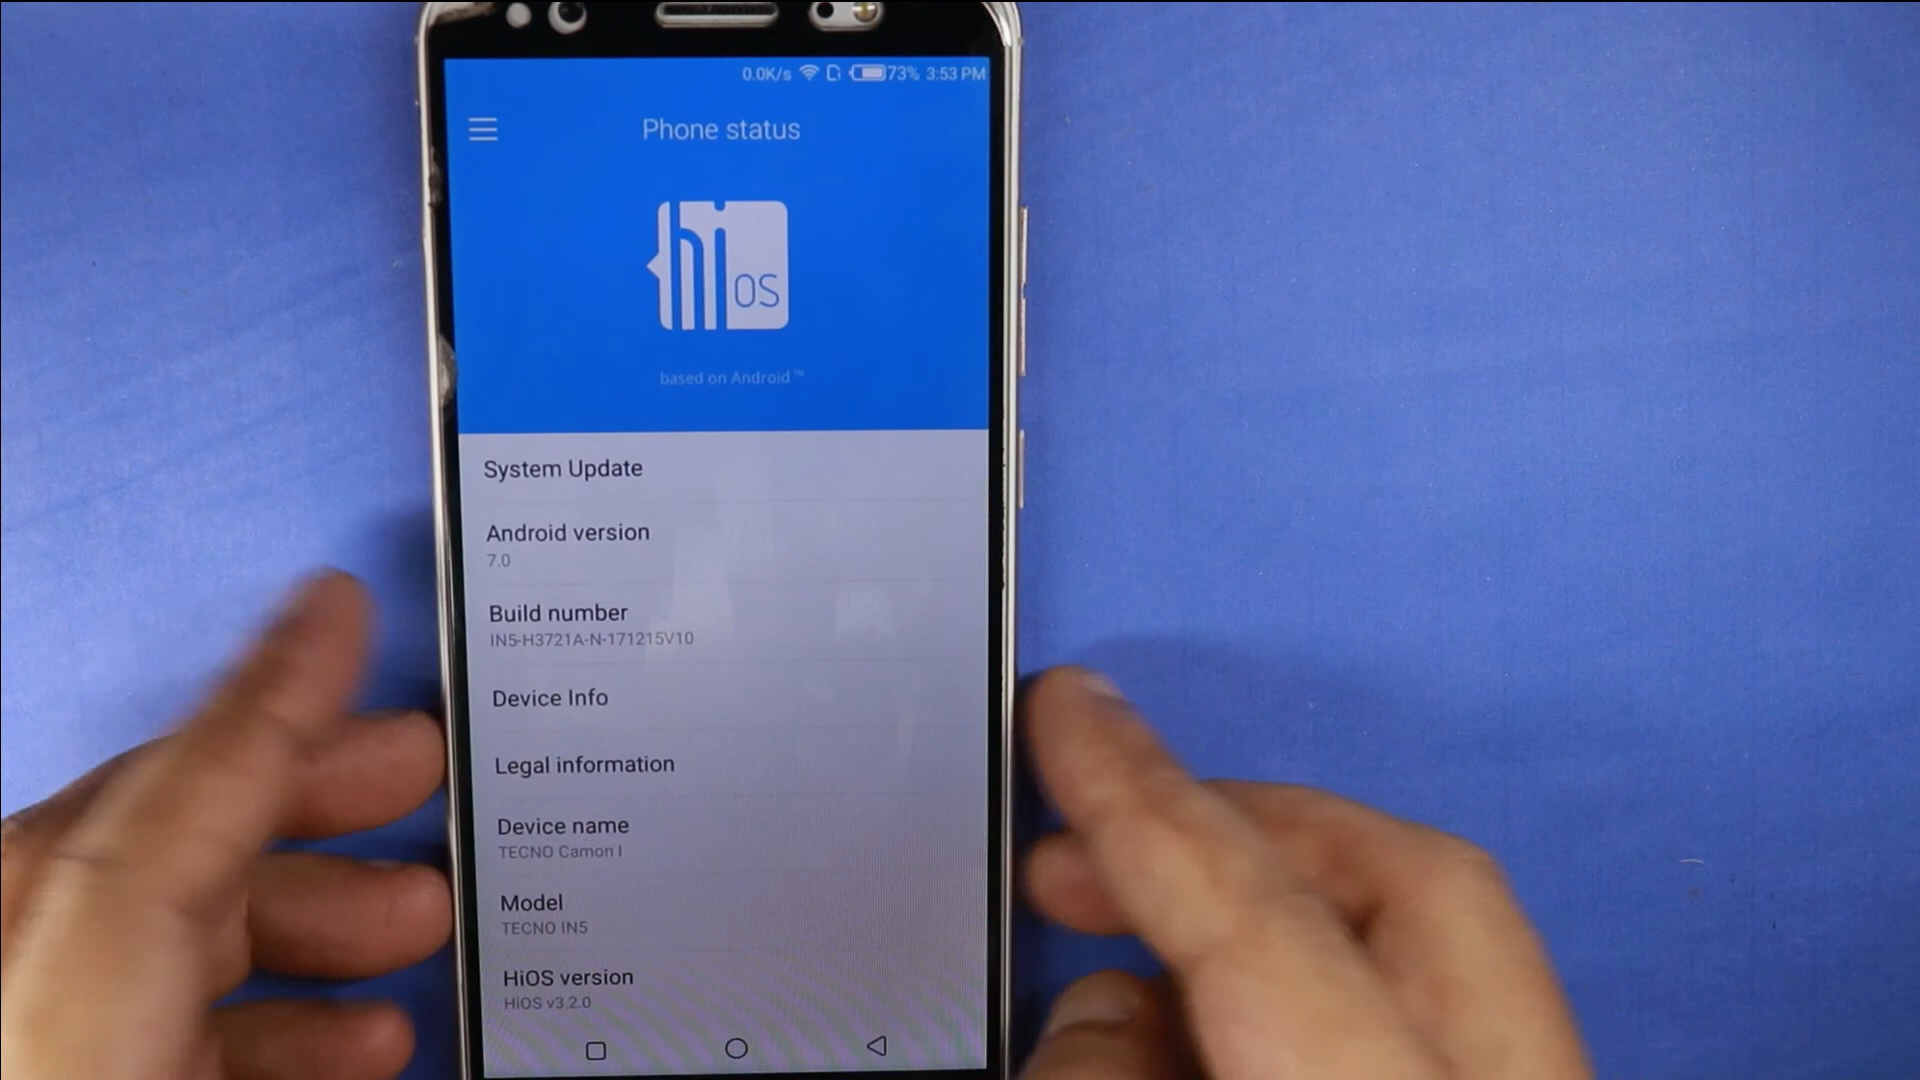 0.0K/s 73% 3:53 PM
Phone status
hi OS
based on Android™
System Update
Android version
7.0
Build number
IN5-H3721A-N-171215V10
Device Info
Legal information
Device name
TECNO Camon I
Model
TECNO IN5
HiOS version
HiOS v3.2.0